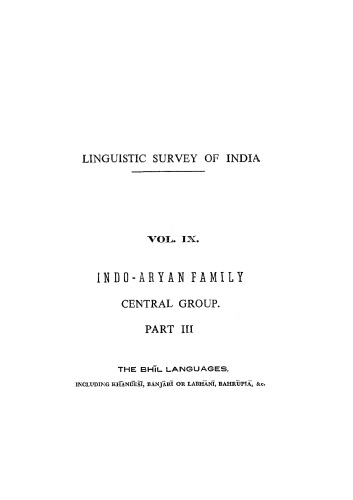 LINGUISTIC SURVEY OF INDIA
VOL. IX.
INDO-ARYAN FAMILY
CENTRAL GROUP.
PART III
THE BHĪL LANGUAGES,
INCLUDING KHĀNDĒŚĪ, BANJĀRĪ OR LABHĀNĪ, BAHRŪPIĀ, &c.